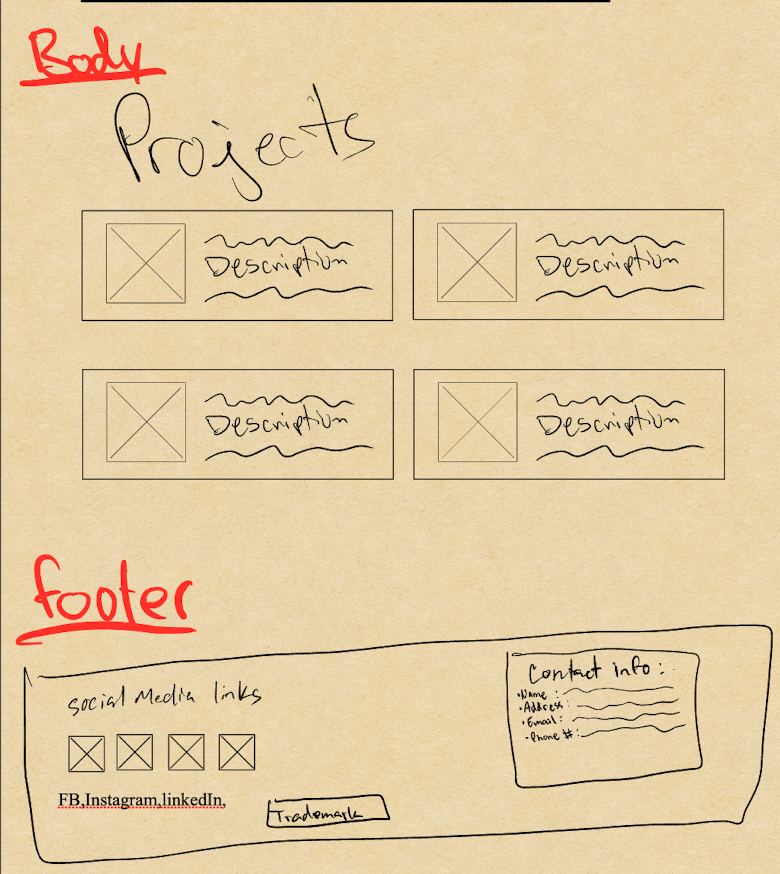 Body
Projects
Description
Description
Description
Description
footer
social Media links
FB,Instagram,linkedIn,
Trademark
Contact info:
•Name :
•Address:
•Email:
•Phone #: